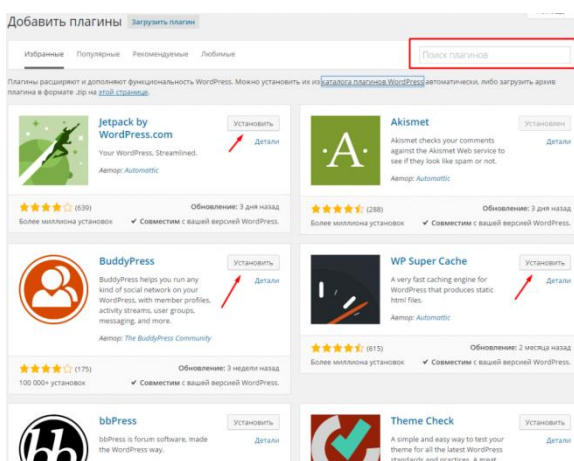 Добавить плагины Загрузить плагин
Избранные Популярные Рекомендуемые Любимые Поиск плагинов
Плагины расширяют и дополняют функциональность WordPress. Можно установить их из каталога плагинов WordPress автоматически, либо загрузить архив
плагина в формате .zip на этой странице.
Jetpack by
WordPress.com
Установить
Детали
Your WordPress, Streamlined.
Автор: Automattic
(639)
Обновление: 3 дня назад
Более миллиона установок
✔ Совместим с вашей версией WordPress.
Akismet
Установлен
Детали
Akismet checks your comments
against the Akismet Web service to
see if they look like spam or not.
Автор: Automattic
(288)
Обновление: 3 дня назад
Более миллиона установок
✔ Совместим с вашей версией WordPress.
BuddyPress
Установить
Детали
BuddyPress helps you run any
kind of social network on your
WordPress, with member profiles,
activity streams, user groups,
messaging, and more.
Автор: The BuddyPress Community
(175)
Обновление: 3 недели назад
100 000+ установок
✔ Совместим с вашей версией WordPress.
WP Super Cache
Установить
Детали
A very fast caching engine for
WordPress that produces static
html files.
Автор: Automattic
(615)
Обновление: 2 месяца назад
Более миллиона установок
✔ Совместим с вашей версией WordPress.
bbPress
Установить
Детали
bbPress is forum software, made
the WordPress way.
Theme Check
Установить
Детали
A simple and easy way to test your
theme for all the latest WordPress
standards and practices. A great